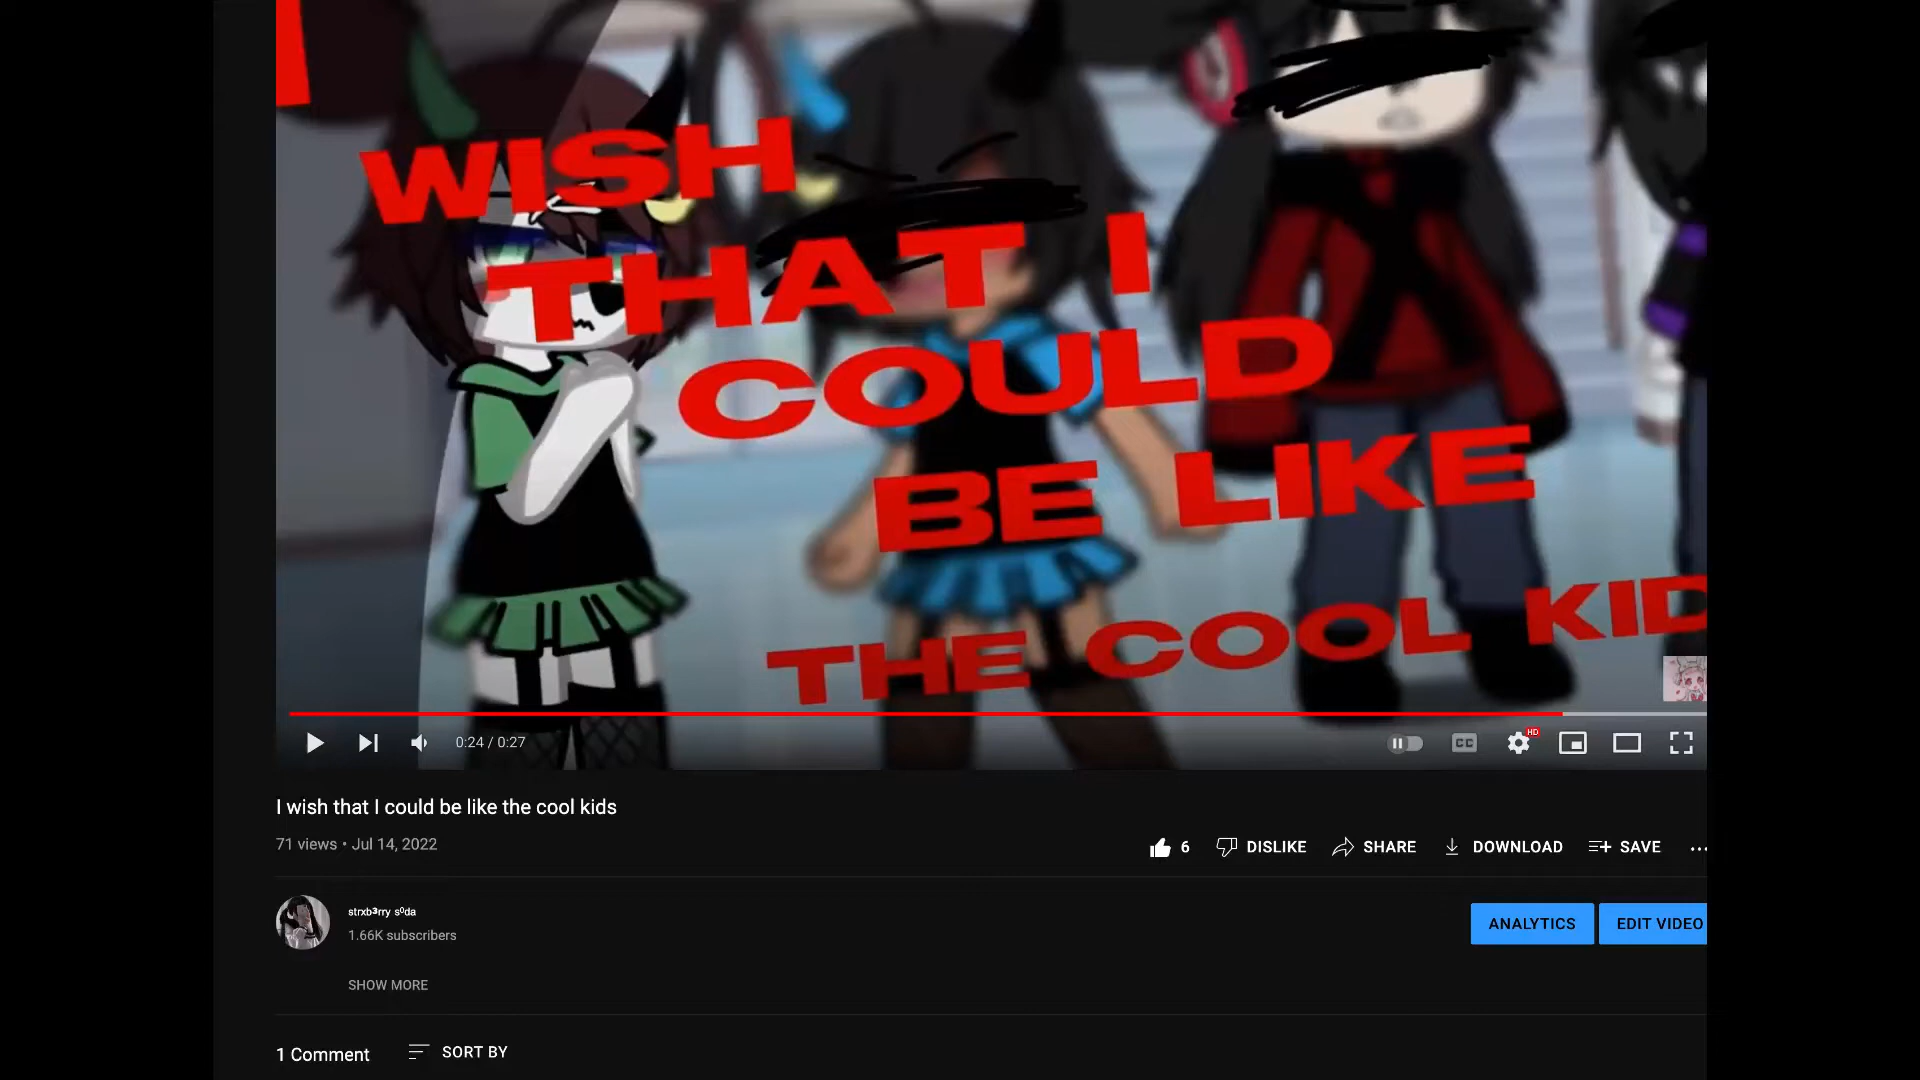 WISH
THAT I
COULD
BE LIKE
THE COOL KID
0:24 / 0:27
CC
HD
I wish that I could be like the cool kids
71 views • Jul 14, 2022
6
DISLIKE
SHARE
DOWNLOAD
SAVE
strxb³rry s⁰da
1.66K subscribers
ANALYTICS
EDIT VIDEO
SHOW MORE
1 Comment
SORT BY